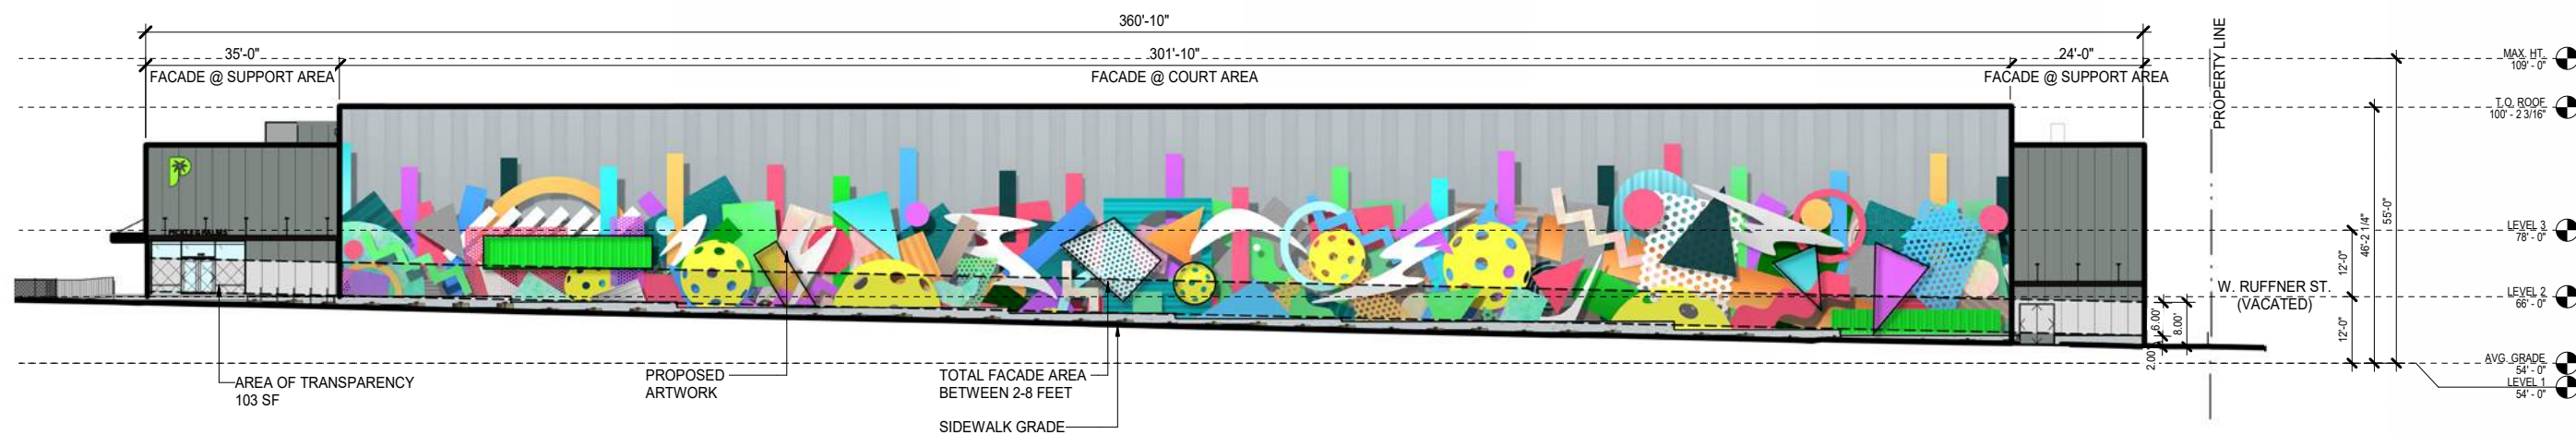 360'-10"
35'-0"
301'-10"
24'-0"
FACADE @ SUPPORT AREA
FACADE @ COURT AREA
FACADE @ SUPPORT AREA
PROPERTY LINE
MAX. HT.
109' - 0"
T.O. ROOF
100' - 2 3/16"
55'-0"
46'-2 1/4"
LEVEL 3
78' - 0"
12'-0"
W. RUFFNER ST.
(VACATED)
LEVEL 2
66' - 0"
6.00'
8.00'
12'-0"
2.00'
AVG. GRADE
54' - 0"
LEVEL 1
54' - 0"
AREA OF TRANSPARENCY
103 SF
PROPOSED
ARTWORK
TOTAL FACADE AREA
BETWEEN 2-8 FEET
SIDEWALK GRADE